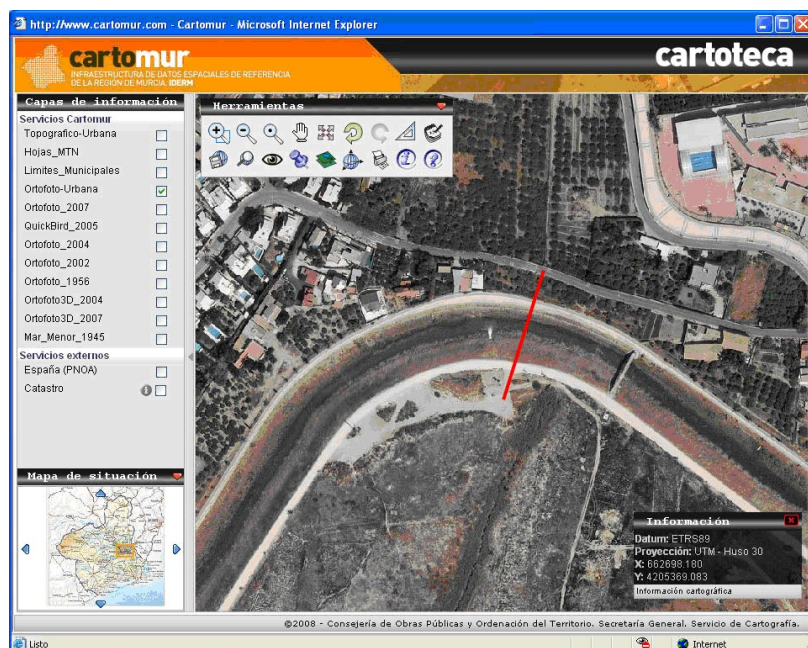 http://www.cartomur.com - Cartomur - Microsoft Internet Explorer
cartomur
INFRAESTRUCTURA DE DATOS ESPACIALES DE REFERENCIA
DE LA REGIÓN DE MURCIA. IDERM
cartoteca
Capas de información
Servicios Cartomur
Topografico-Urbana
Hojas_MTN
Limites_Municipales
Ortofoto-Urbana
Ortofoto_2007
QuickBird_2005
Ortofoto_2004
Ortofoto_2002
Ortofoto_1956
Ortofoto3D_2004
Ortofoto3D_2007
Mar_Menor_1945
Servicios externos
España (PNOA)
Catastro
Mapa de situación
Herramientas
Información
Datum: ETRS89
Proyección: UTM - Huso 30
X: 662698.180
Y: 4205369.083
Información cartográfica
©2008 - Consejería de Obras Públicas y Ordenación del Territorio. Secretaría General. Servicio de Cartografía.
Listo
Internet